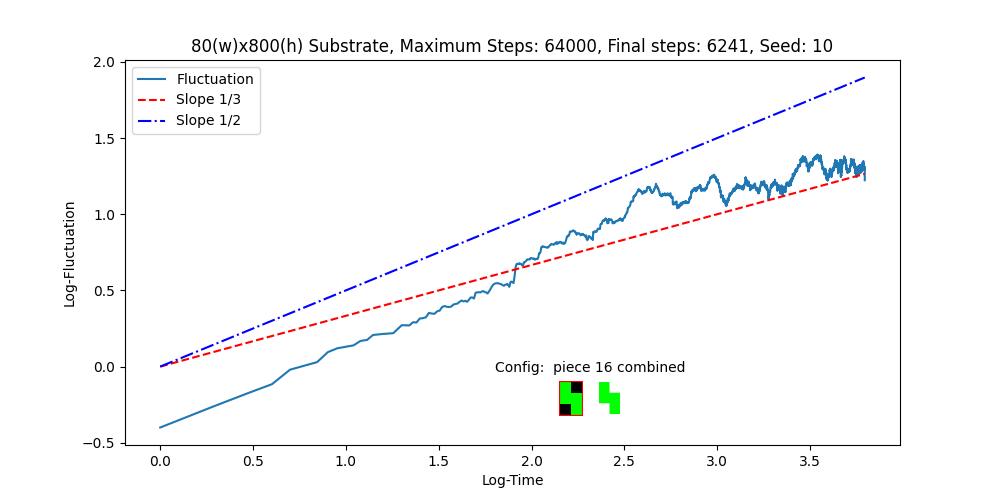 80(w)x800(h) Substrate, Maximum Steps: 64000, Final steps: 6241, Seed: 10
2.0
1.5
1.0
0.5
0.0
−0.5
Log-Fluctuation
Fluctuation
Slope 1/3
Slope 1/2
Config:  piece 16 combined
0.0 0.5 1.0 1.5 2.0 2.5 3.0 3.5
Log-Time